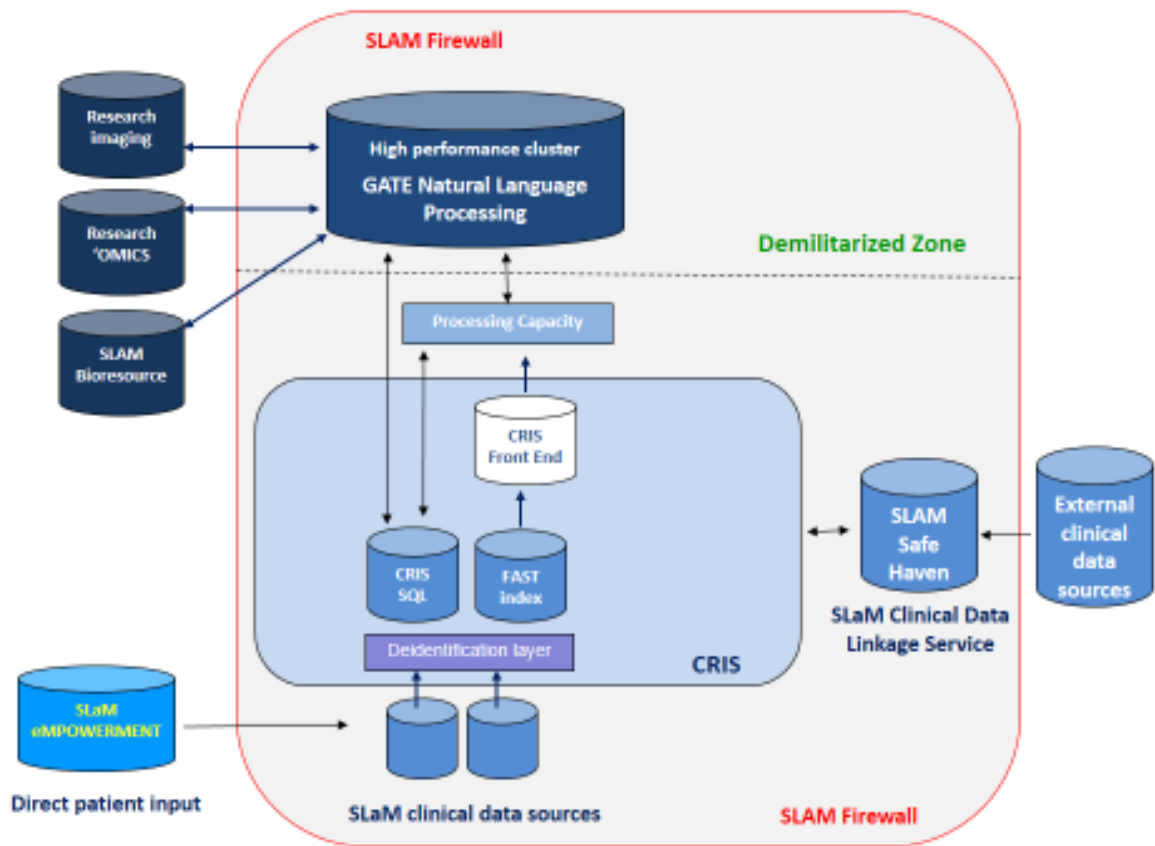 SLAM Firewall
Research
imaging
High performance cluster
GATE Natural Language
Processing
Research
'OMICS
Demilitarized Zone
Processing Capacity
SLAM
Bioresource
CRIS
Front End
SLAM
Safe
Haven
External
clinical
data
sources
CRIS
SQL
FAST
index
SLaM Clinical Data
Linkage Service
Deidentification layer
CRIS
SLaM
eMPOWERMENT
Direct patient input
SLaM clinical data sources
SLAM Firewall